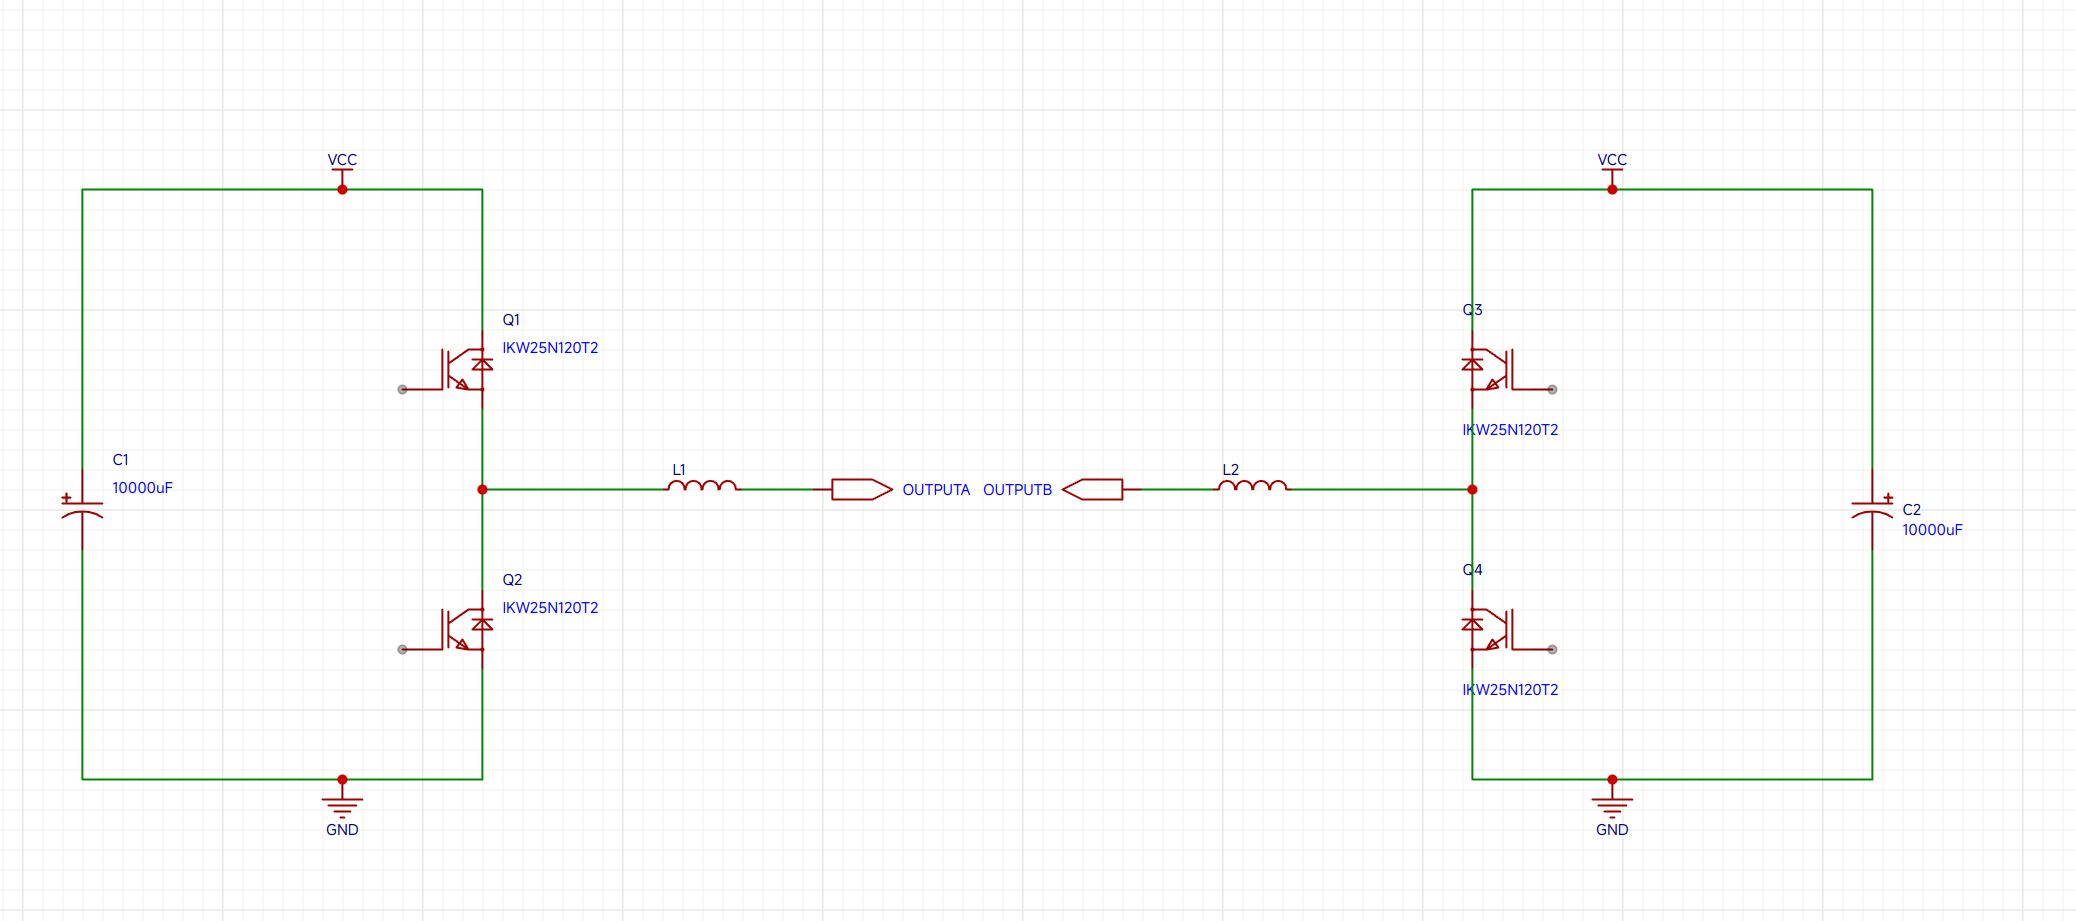 VCC
VCC
Q1
IKW25N120T2
Q3
IKW25N120T2
C1
10000uF
L1
OUTPUTA
OUTPUTB
L2
C2
10000uF
Q2
IKW25N120T2
Q4
IKW25N120T2
GND
GND